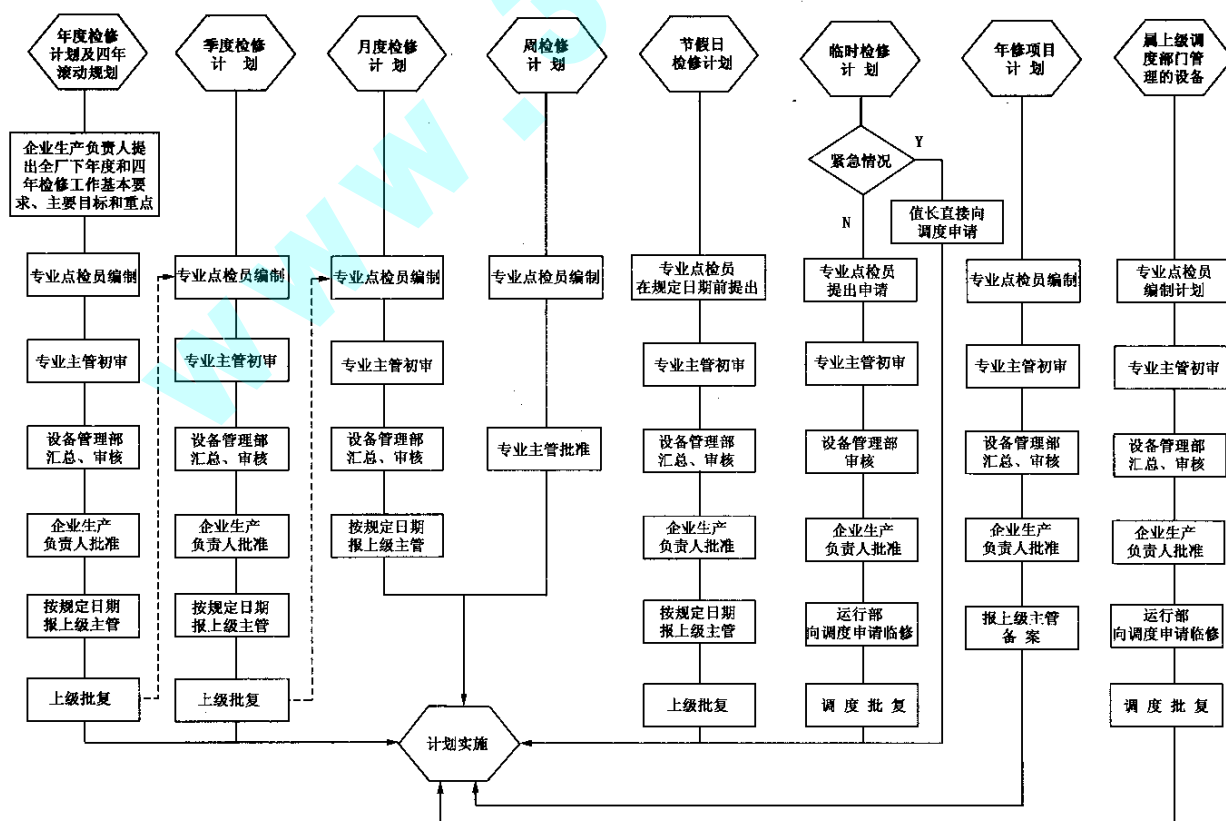 年度检修
计划及四年
滚动规划
企业生产负责人提
出全厂下年度和四
年检修工作基本要
求、主要目标和重点
专业点检员编制
专业主管初审
设备管理部
汇总、审核
企业生产
负责人批准
按规定日期
报上级主管
上级批复
季度检修
计 划
专业点检员编制
专业主管初审
设备管理部
汇总、审核
企业生产
负责人批准
按规定日期
报上级主管
上级批复
月度检修
计 划
专业点检员编制
专业主管初审
设备管理部
汇总、审核
按规定日期
报上级主管
周检修
计 划
专业点检员编制
专业主管批准
节假日
检修计划
专业点检员
在规定日期前提出
专业主管初审
设备管理部
汇总、审核
企业生产
负责人批准
按规定日期
报上级主管
上级批复
临时检修
计 划
紧急情况
Y
N
值长直接向
调度申请
专业点检员
提出申请
专业主管初审
设备管理部
审核
企业生产
负责人批准
运行部
向调度申请临修
调 度 批 复
年修项目
计 划
专业点检员编制
专业主管初审
设备管理部
汇总、审核
企业生产
负责人批准
报上级主管
备 案
属上级调
度部门管
理的设备
专业点检员
编制计划
专业主管初审
设备管理部
汇总、审核
企业生产
负责人批准
运行部
向调度申请临修
调 度 批 复
计划实施
www.3